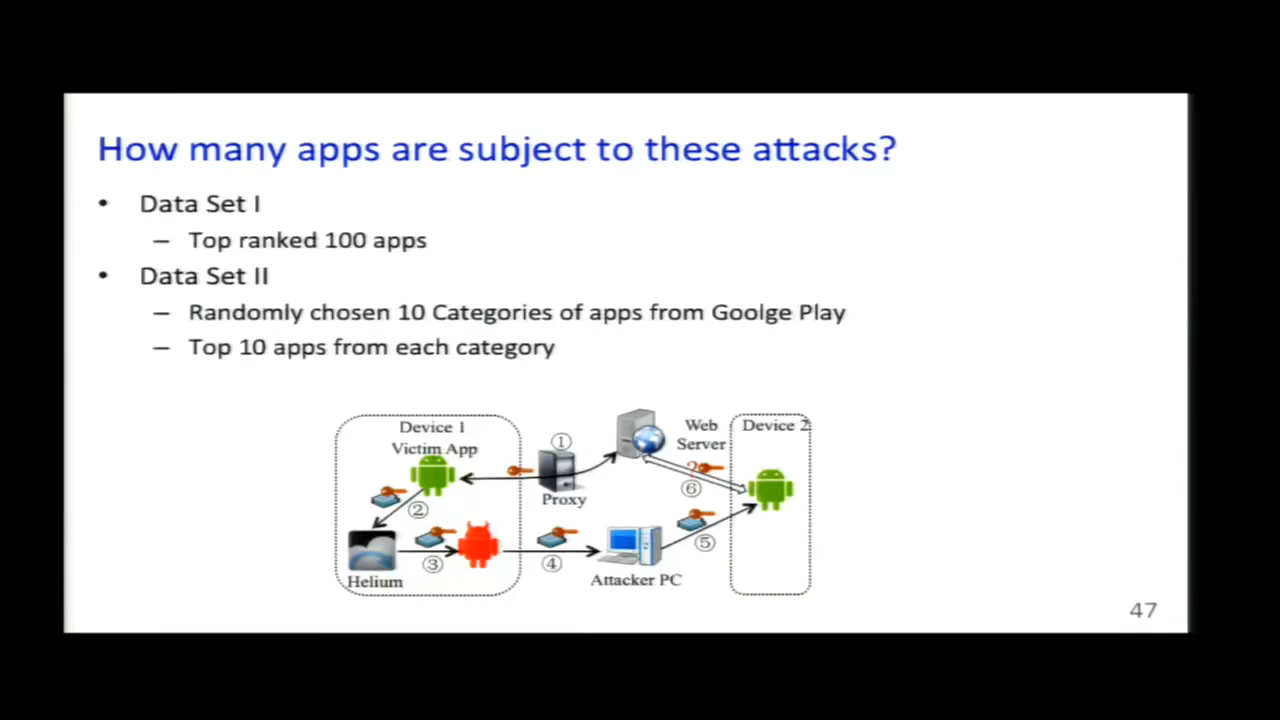 How many apps are subject to these attacks?
• Data Set I
– Top ranked 100 apps
• Data Set II
– Randomly chosen 10 Categories of apps from Goolge Play
– Top 10 apps from each category
Device 1
Victim App
①
Web
Server
Device 2
Proxy
?
⑥
②
③
④
⑤
Helium
Attacker PC
47